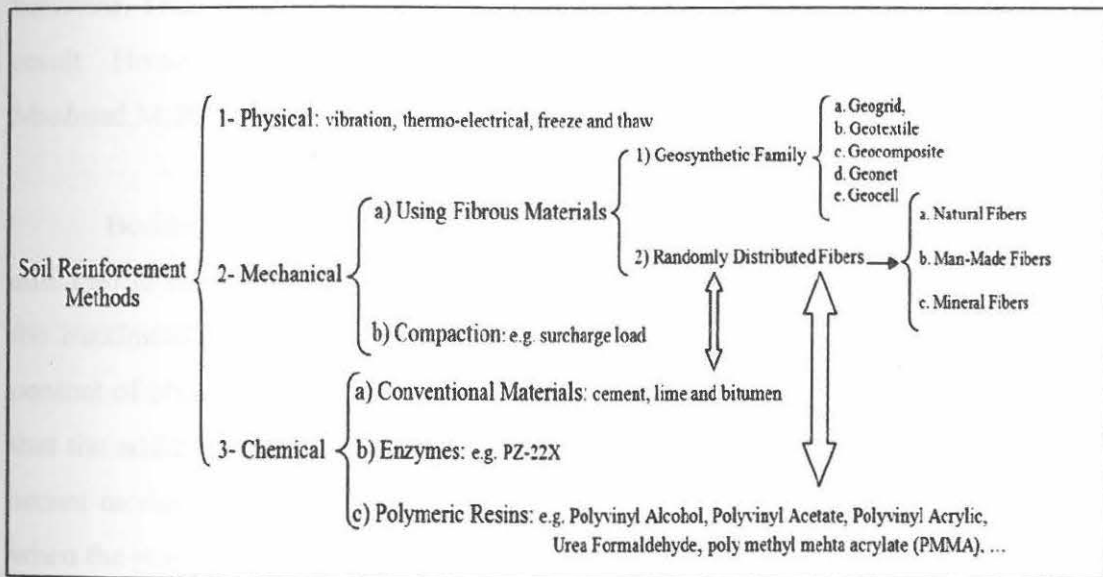 Soil Reinforcement
Methods
1- Physical: vibration, thermo-electrical, freeze and thaw
2- Mechanical
a) Using Fibrous Materials
1) Geosynthetic Family
a. Geogrid,
b. Geotextile
c. Geocomposite
d. Geonet
e. Geocell
2) Randomly Distributed Fibers
a. Natural Fibers
b. Man-Made Fibers
c. Mineral Fibers
b) Compaction: e.g. surcharge load
3- Chemical
a) Conventional Materials: cement, lime and bitumen
b) Enzymes: e.g. PZ-22X
c) Polymeric Resins: e.g. Polyvinyl Alcohol, Polyvinyl Acetate, Polyvinyl Acrylic,
Urea Formaldehyde, poly methyl mehta acrylate (PMMA), ...